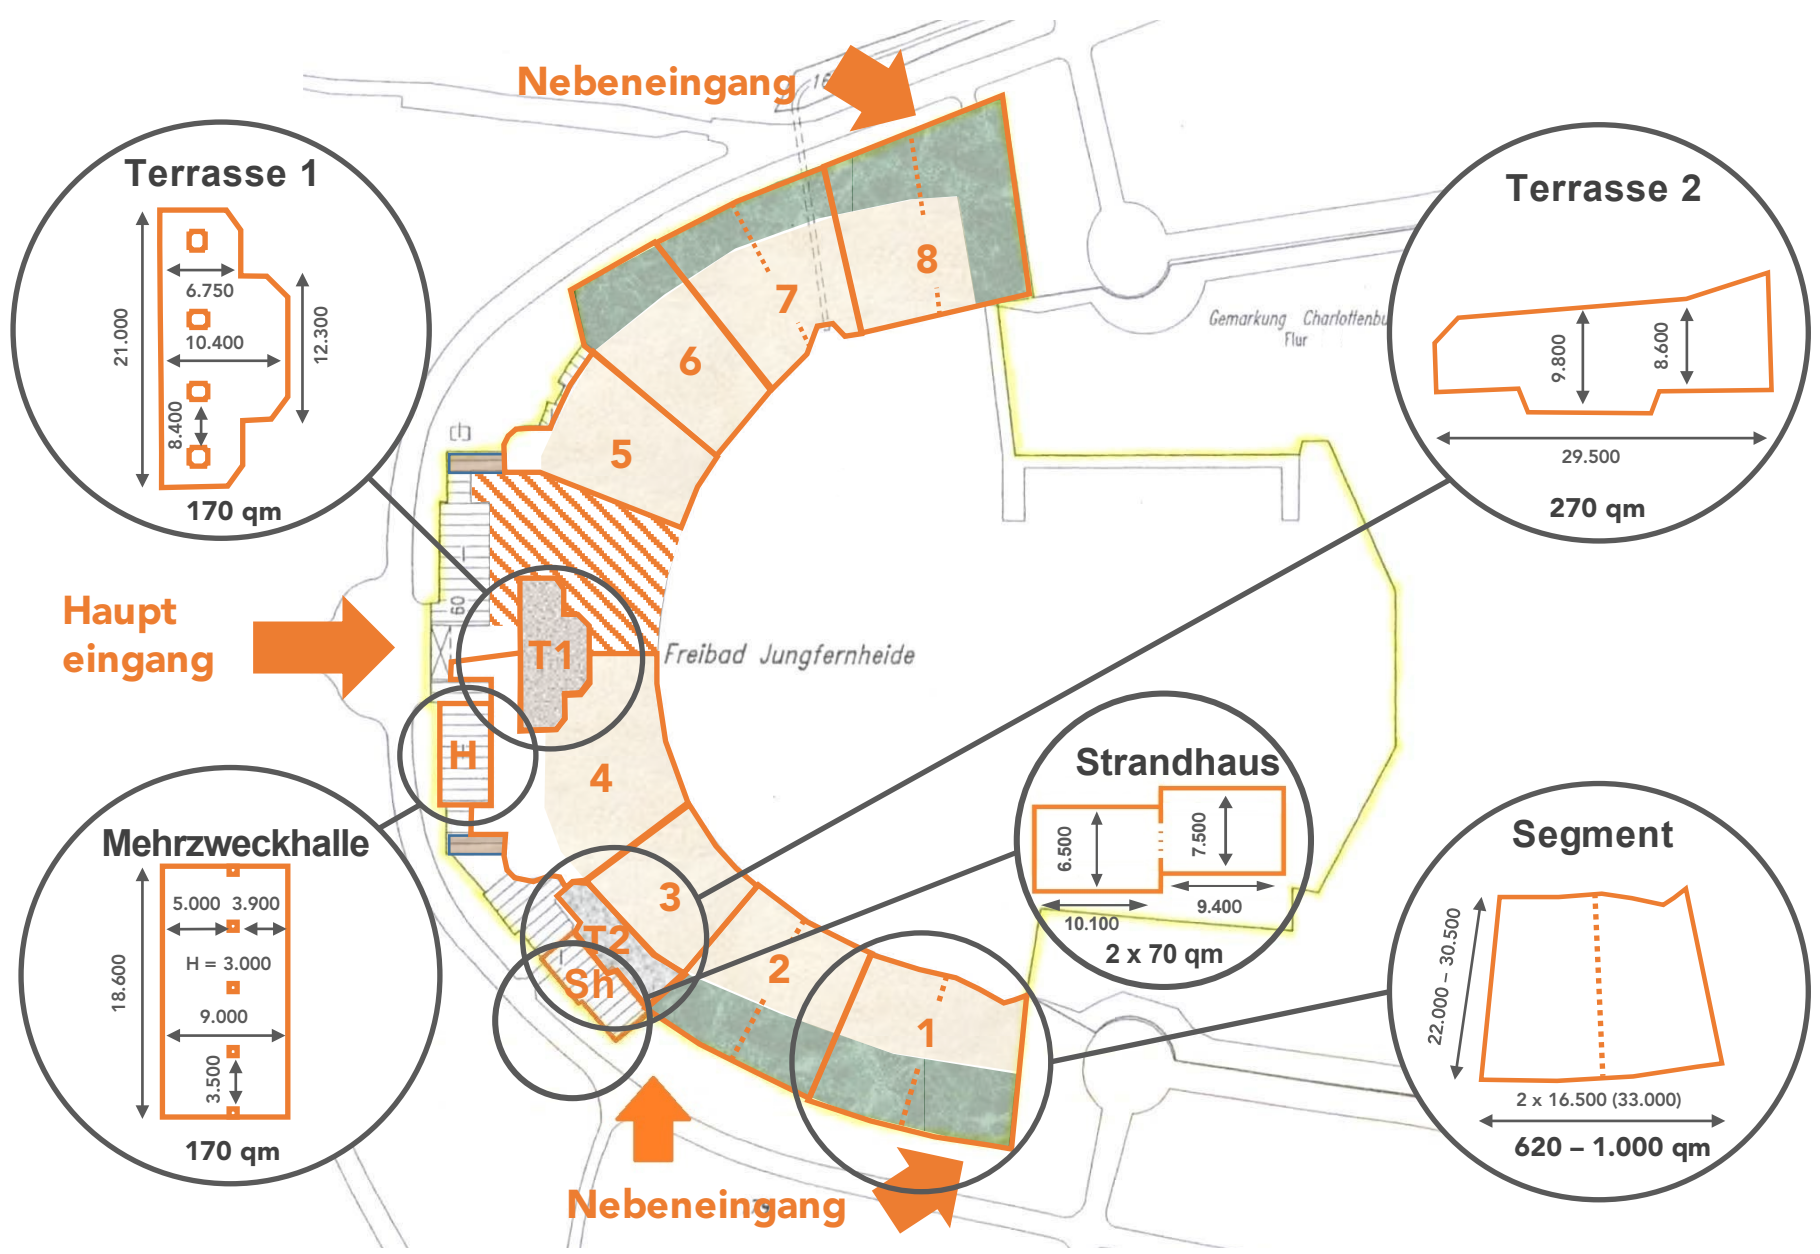 Nebeneingang
16
Terrasse 1
21.000
6.750
10.400
12.300
8.400
170 qm
Terrasse 2
9.800
8.600
29.500
270 qm
Gemarkung Charlottenbu
Flur
8
7
6
5
60
Haupt
eingang
T1
Freibad Jungfernheide
H
4
3
T2
Sh
2
1
Mehrzweckhalle
5.000 3.900
H = 3.000
18.600
9.000
3.500
170 qm
Strandhaus
6.500
7.500
10.100
9.400
2 x 70 qm
Segment
22.000 – 30.500
2 x 16.500 (33.000)
620 – 1.000 qm
Nebeneingang